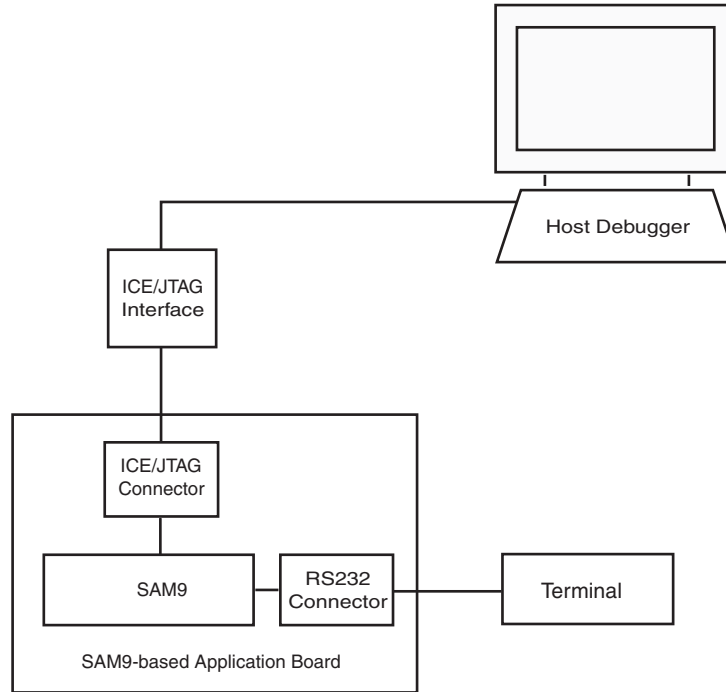 Host Debugger
ICE/JTAG
Interface
ICE/JTAG
Connector
SAM9
RS232
Connector
Terminal
SAM9-based Application Board